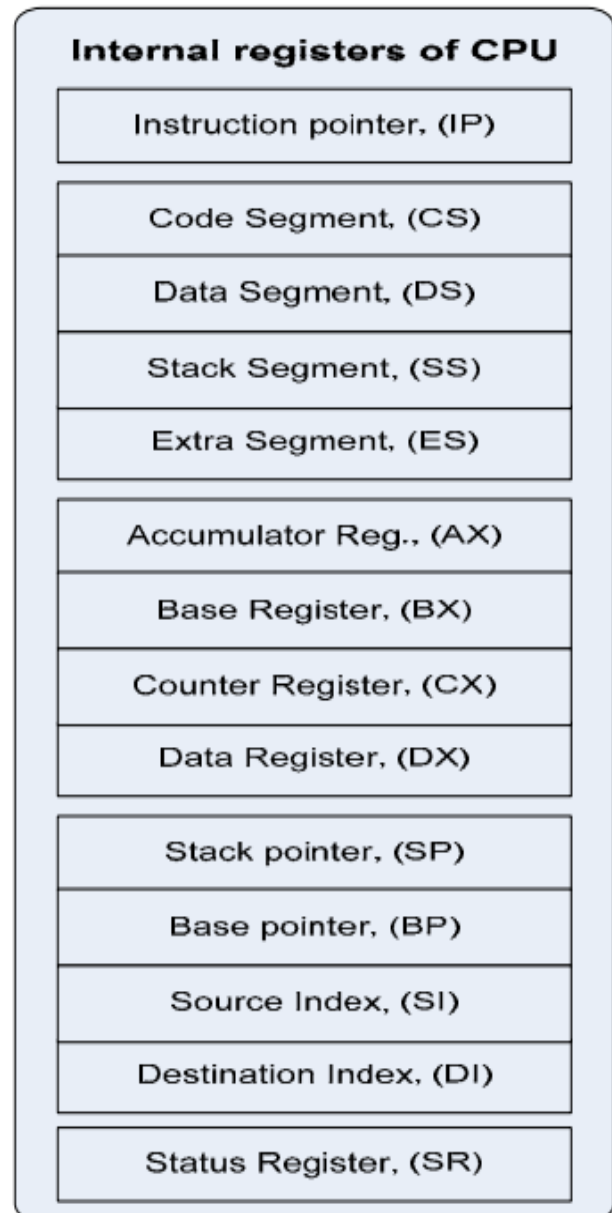 Internal registers of CPU
Instruction pointer, (IP)
Code Segment, (CS)
Data Segment, (DS)
Stack Segment, (SS)
Extra Segment, (ES)
Accumulator Reg., (AX)
Base Register, (BX)
Counter Register, (CX)
Data Register, (DX)
Stack pointer, (SP)
Base pointer, (BP)
Source Index, (SI)
Destination Index, (DI)
Status Register, (SR)